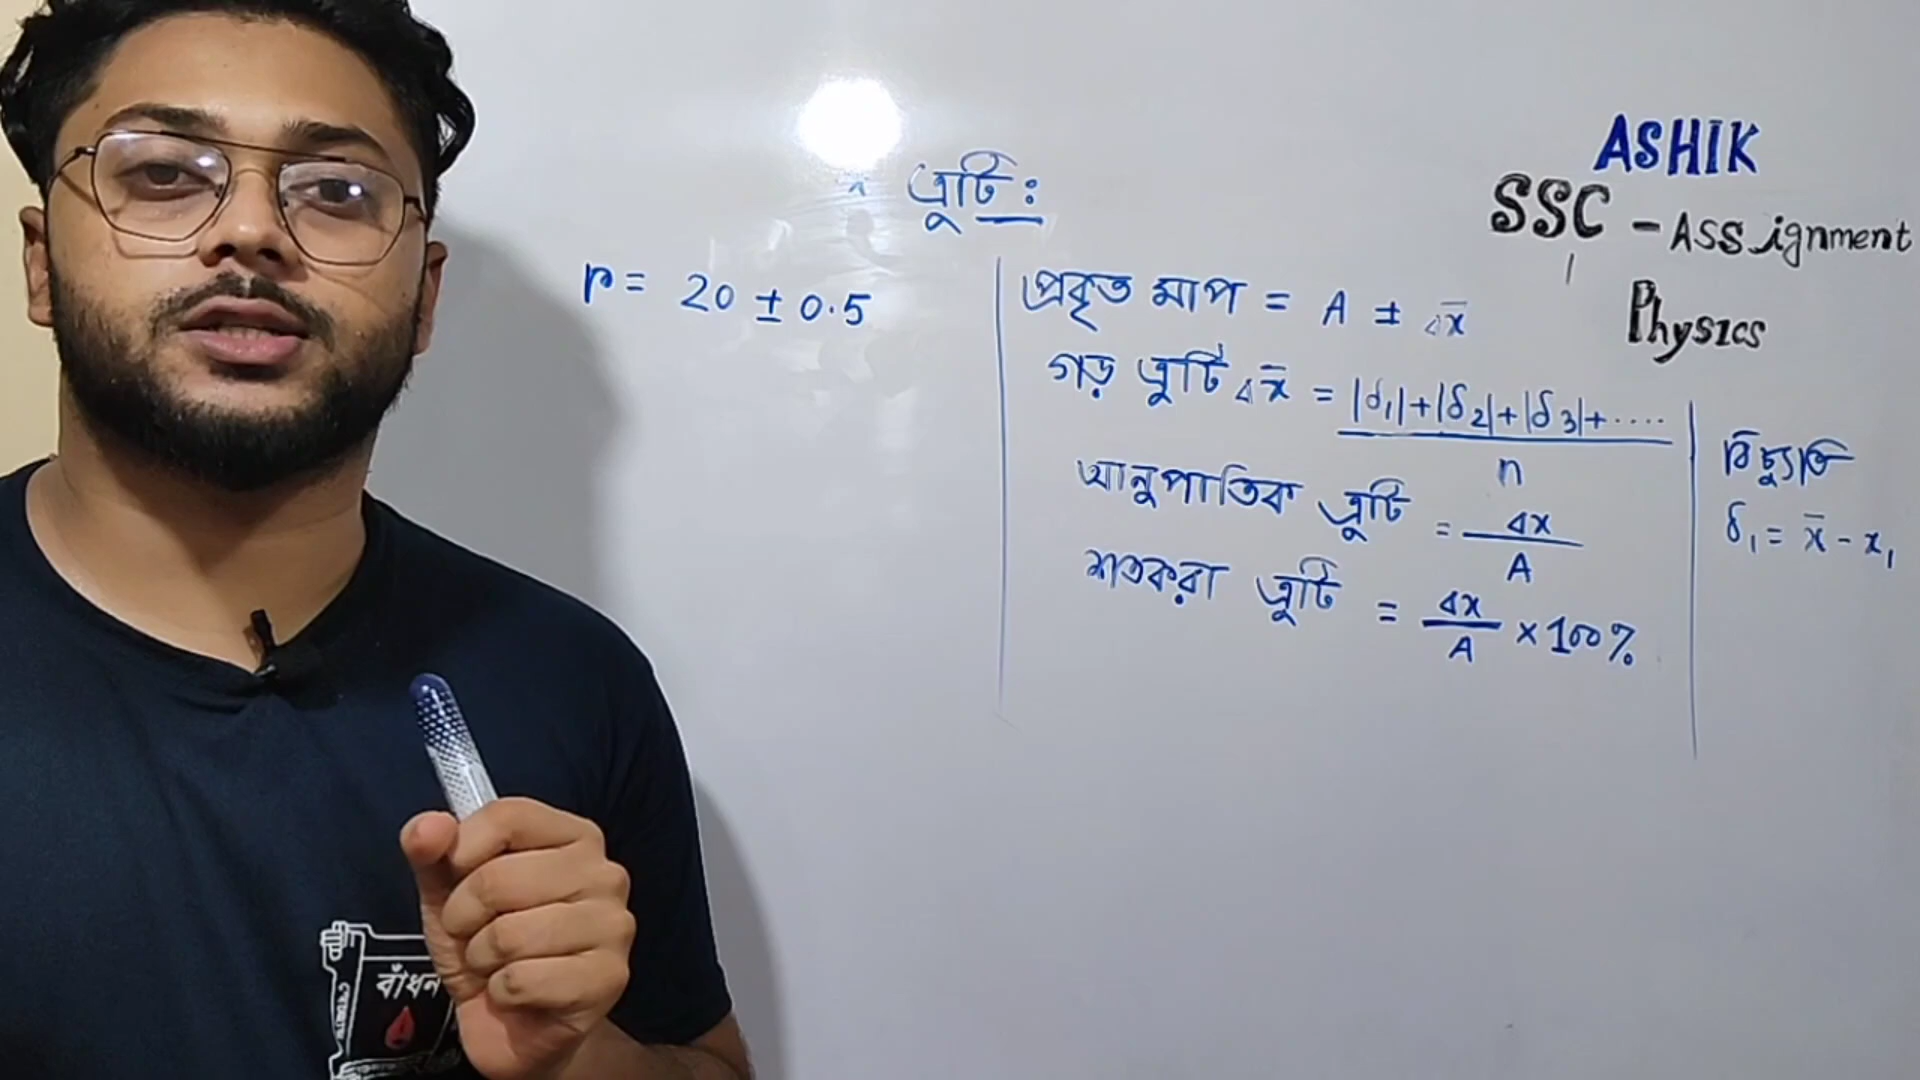 ত্রুটি :
r = 20 ± 0.5
প্রকৃত মাপ = A ± Δx̄
গড় ত্রুটি Δx̄ = |δ₁|+|δ₂|+|δ₃|+····
n
আনুপাতিক ত্রুটি = Δx
A
শতকরা ত্রুটি = Δx/A × 100%
বিচ্যুতি
δ₁ = x̄ - x₁
ASHIK
SSC - Assignment
Physics
বাঁধন